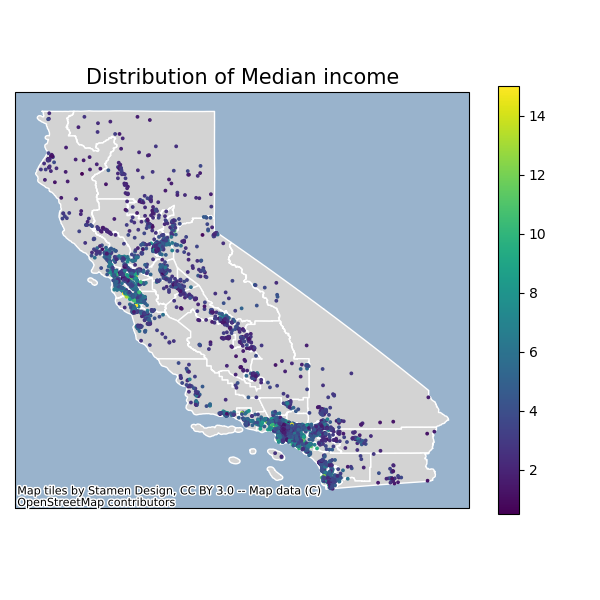 Distribution of Median income
14
12
10
8
6
4
2
Map tiles by Stamen Design, CC BY 3.0 -- Map data (C)
OpenStreetMap contributors